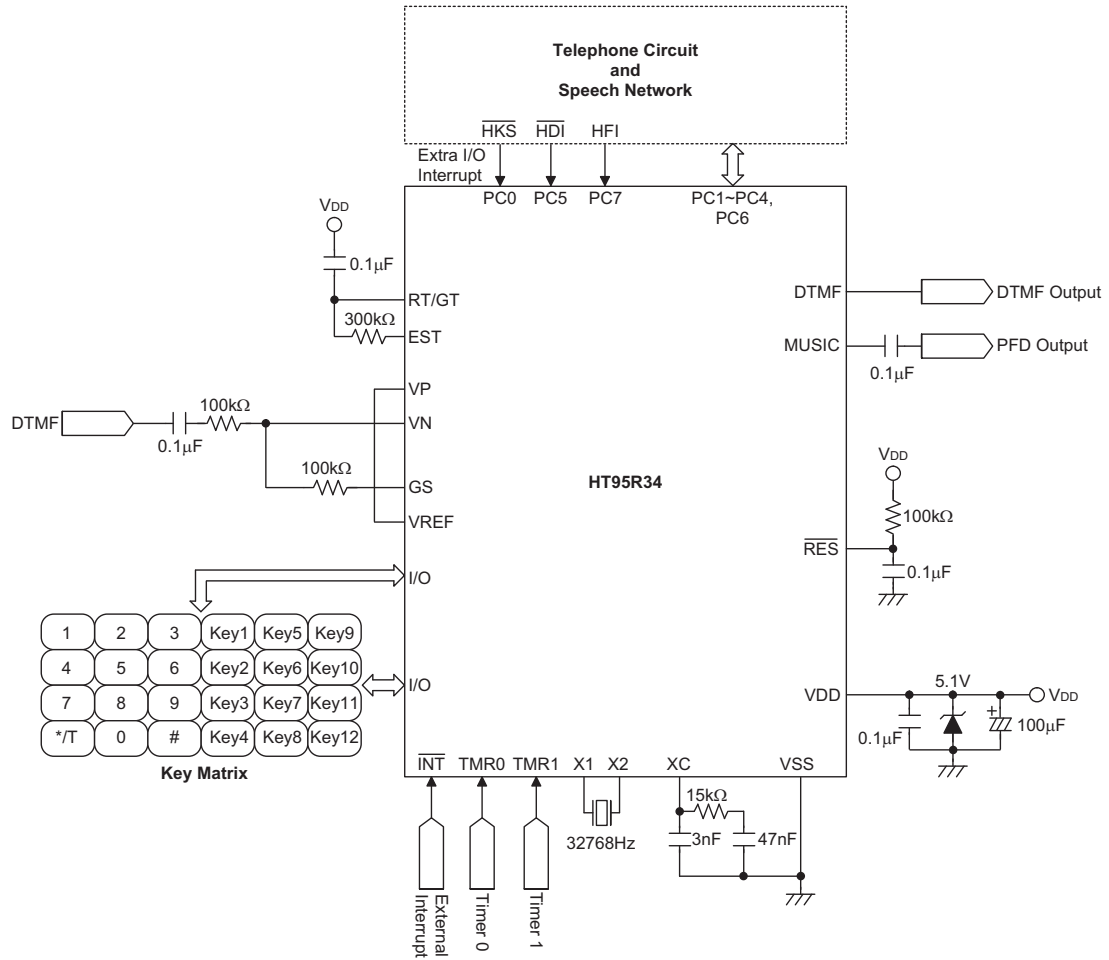 Telephone Circuit
and
Speech Network
HKS HDI HFI
Extra I/O
Interrupt
PC0 PC5 PC7 PC1~PC4,
PC6
VDD
0.1μF
RT/GT
300kΩ
EST
VP
DTMF
100kΩ
0.1μF
VN
100kΩ
GS
VREF
HT95R34
DTMF
DTMF Output
MUSIC
0.1μF
PFD Output
VDD
100kΩ
RES
0.1μF
I/O
I/O
1 2 3 Key1 Key5 Key9
4 5 6 Key2 Key6 Key10
7 8 9 Key3 Key7 Key11
*/T 0 # Key4 Key8 Key12
Key Matrix
VDD
5.1V
VDD
0.1μF
+
100μF
INT TMR0 TMR1 X1 X2 XC VSS
External
Interrupt
Timer 0
Timer 1
32768Hz
15kΩ
3nF
47nF